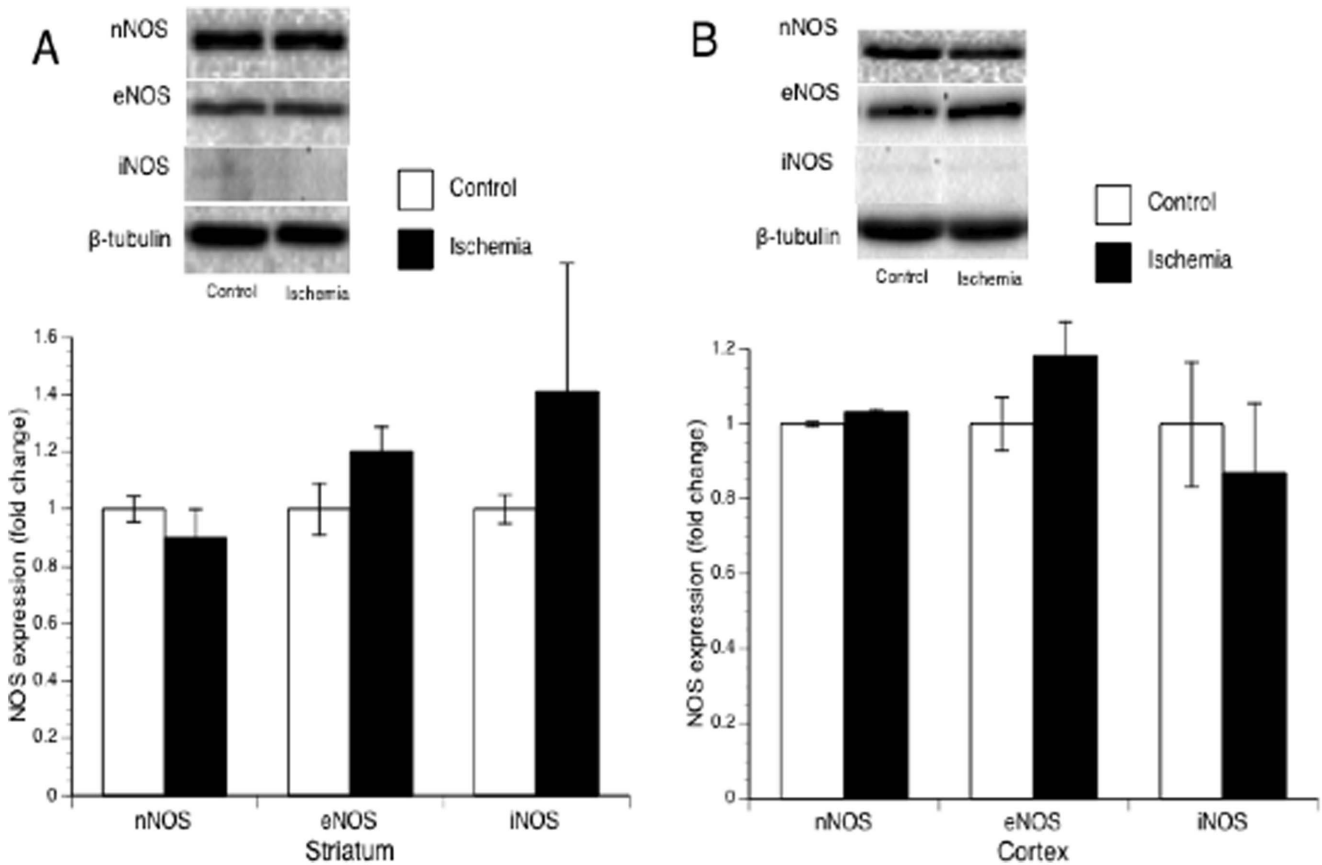 A
nNOS
eNOS
iNOS
β-tubulin
Control Ischemia
Control
Ischemia
NOS expression (fold change)
1.6
1.4
1.2
1
0.8
0.6
0.4
0.2
0
nNOS eNOS iNOS
Striatum
B
nNOS
eNOS
iNOS
β-tubulin
Control Ischemia
Control
Ischemia
NOS expression (fold change)
1.2
1
0.8
0.6
0.4
0.2
0
nNOS eNOS iNOS
Cortex